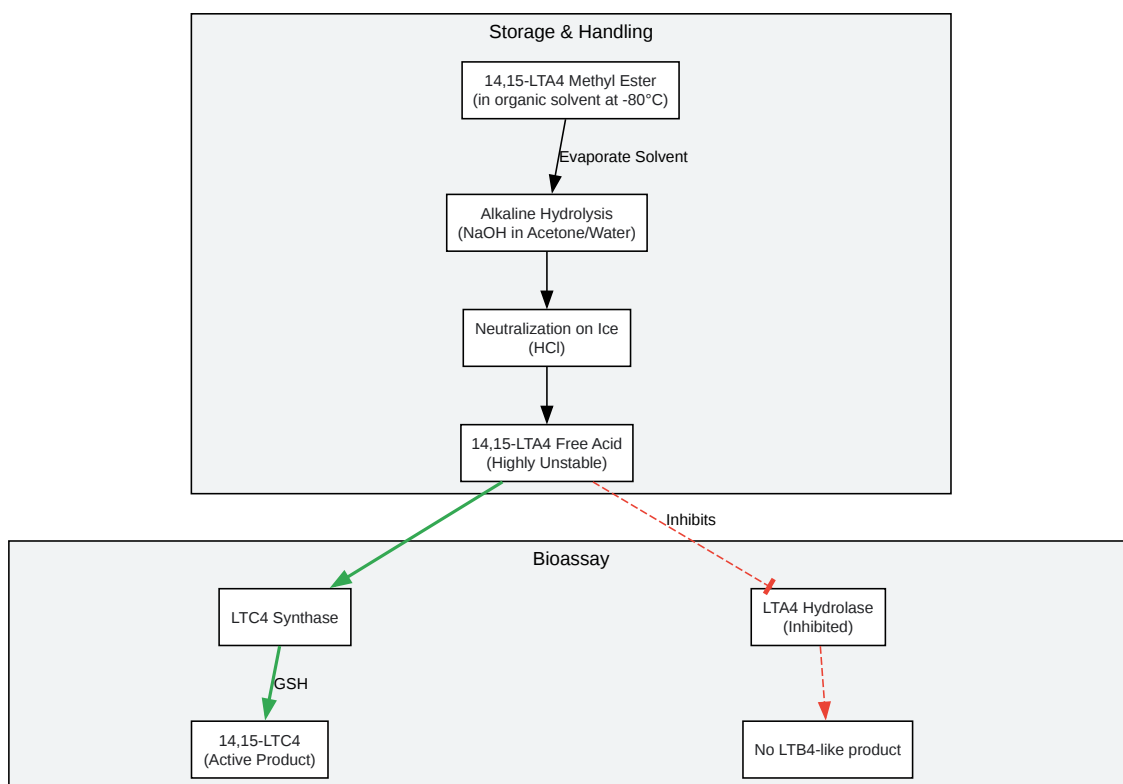 Storage & Handling
14,15-LTA4 Methyl Ester
(in organic solvent at -80°C)
Evaporate Solvent
Alkaline Hydrolysis
(NaOH in Acetone/Water)
Neutralization on Ice
(HCl)
14,15-LTA4 Free Acid
(Highly Unstable)
Inhibits
Bioassay
LTC4 Synthase
LTA4 Hydrolase
(Inhibited)
GSH
14,15-LTC4
(Active Product)
No LTB4-like product